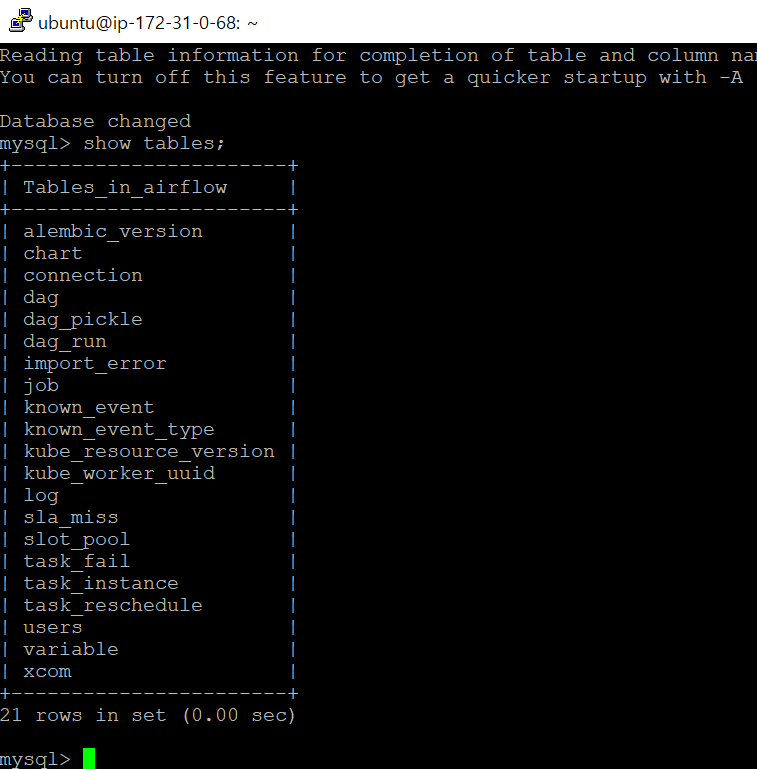 ubuntu@ip-172-31-0-68: ~
Reading table information for completion of table and column
You can turn off this feature to get a quicker startup with -A
Database changed
mysql> show tables;
+-----------------------+
| Tables_in_airflow     |
+-----------------------+
| alembic_version       |
| chart                 |
| connection            |
| dag                   |
| dag_pickle            |
| dag_run               |
| import_error          |
| job                   |
| known_event           |
| known_event_type      |
| kube_resource_version |
| kube_worker_uuid      |
| log                   |
| sla_miss              |
| slot_pool             |
| task_fail             |
| task_instance         |
| task_reschedule       |
| users                 |
| variable              |
| xcom                  |
+-----------------------+
21 rows in set (0.00 sec)
mysql>